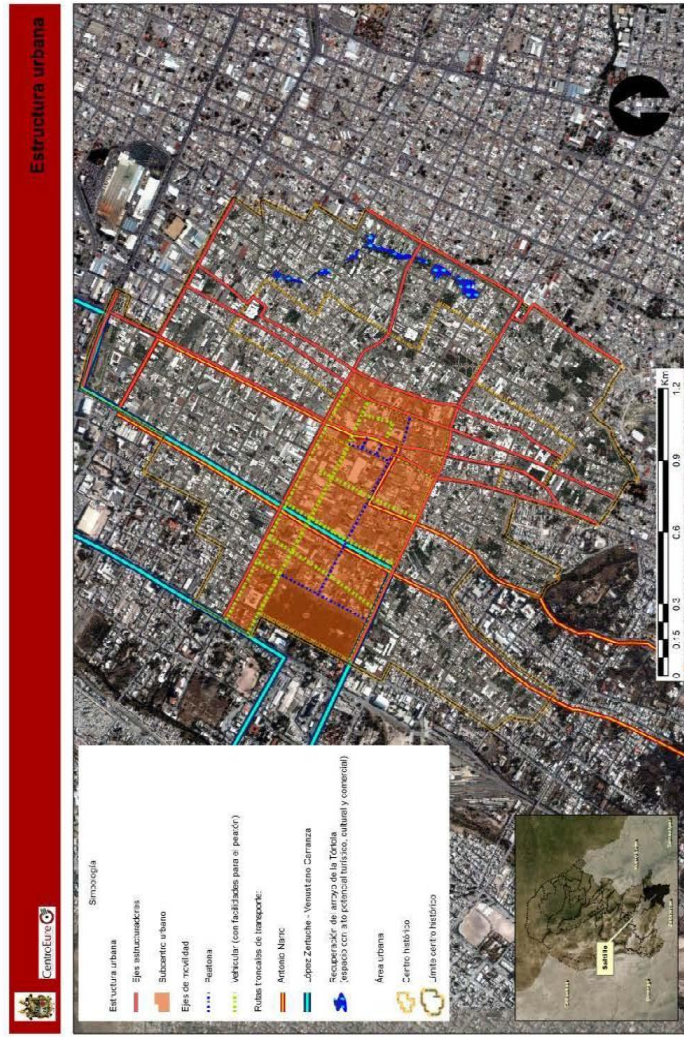 Estructura urbana
CentroEure
Simbología
Estructura urbana
Ejes estructuradores
Subcentro urbano
Ejes de movilidad
Peatonal
Vehicular (con facilidades para el peatón)
Rutas troncales de transporte:
Antonio Narro
López Zertuche - Venustiano Carranza
Recuperación del arroyo de la Tórtola
(espacio con alto potencial turístico, cultural y comercial)
Área urbana
Centro histórico
Límite centro histórico
Saltillo
0 0.15 0.3 0.6 0.9 1.2
Km